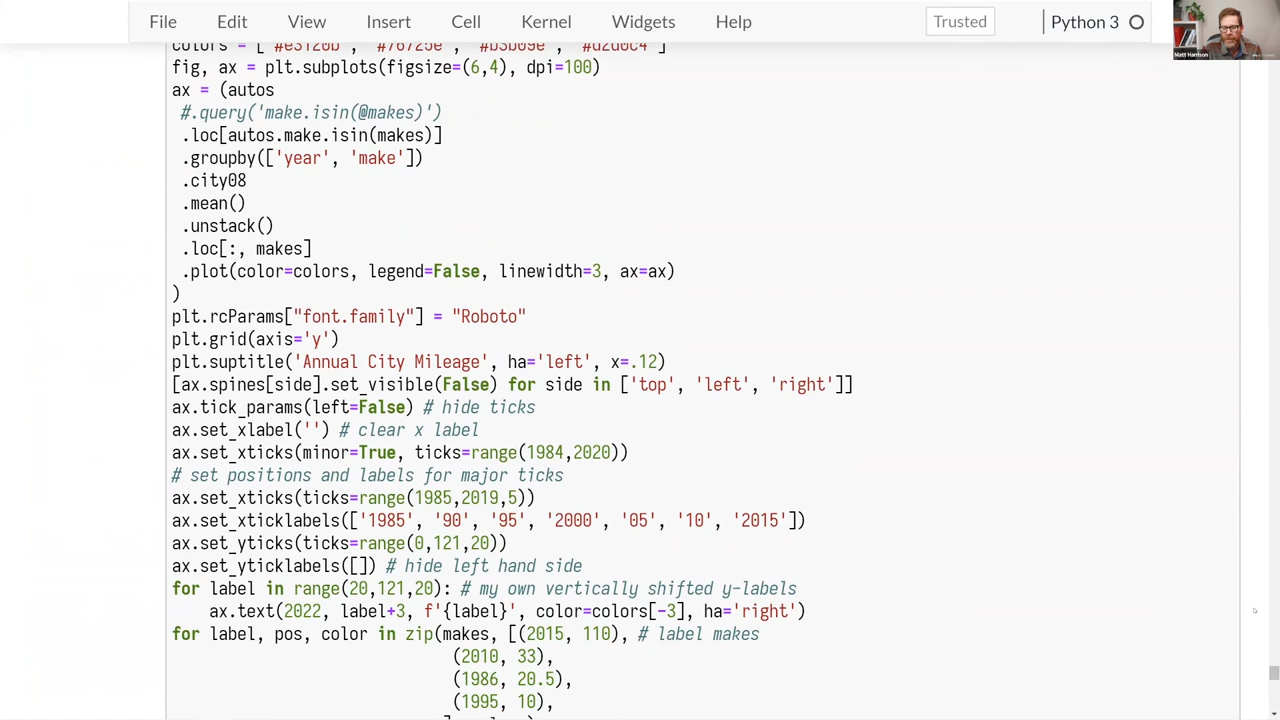 File Edit View Insert Cell Kernel Widgets Help Trusted Python 3
colors = ["#e3120b", "#76725e", "#b3b09e", "#d2d0c4"]
fig, ax = plt.subplots(figsize=(6,4), dpi=100)
ax = (autos
#.query('make.isin(@makes)')
.loc[autos.make.isin(makes)]
.groupby(['year', 'make'])
.city08
.mean()
.unstack()
.loc[:, makes]
.plot(color=colors, legend=False, linewidth=3, ax=ax)
)
plt.rcParams["font.family"] = "Roboto"
plt.grid(axis='y')
plt.suptitle('Annual City Mileage', ha='left', x=.12)
[ax.spines[side].set_visible(False) for side in ['top', 'left', 'right']]
ax.tick_params(left=False) # hide ticks
ax.set_xlabel('') # clear x label
ax.set_xticks(minor=True, ticks=range(1984,2020))
# set positions and labels for major ticks
ax.set_xticks(ticks=range(1985,2019,5))
ax.set_xticklabels(['1985', '90', '95', '2000', '05', '10', '2015'])
ax.set_yticks(ticks=range(0,121,20))
ax.set_yticklabels([]) # hide left hand side
for label in range(20,121,20): # my own vertically shifted y-labels
ax.text(2022, label+3, f'{label}', color=colors[-3], ha='right')
for label, pos, color in zip(makes, [(2015, 110), # label makes
(2010, 33),
(1986, 20.5),
(1995, 10),
Matt Harrison